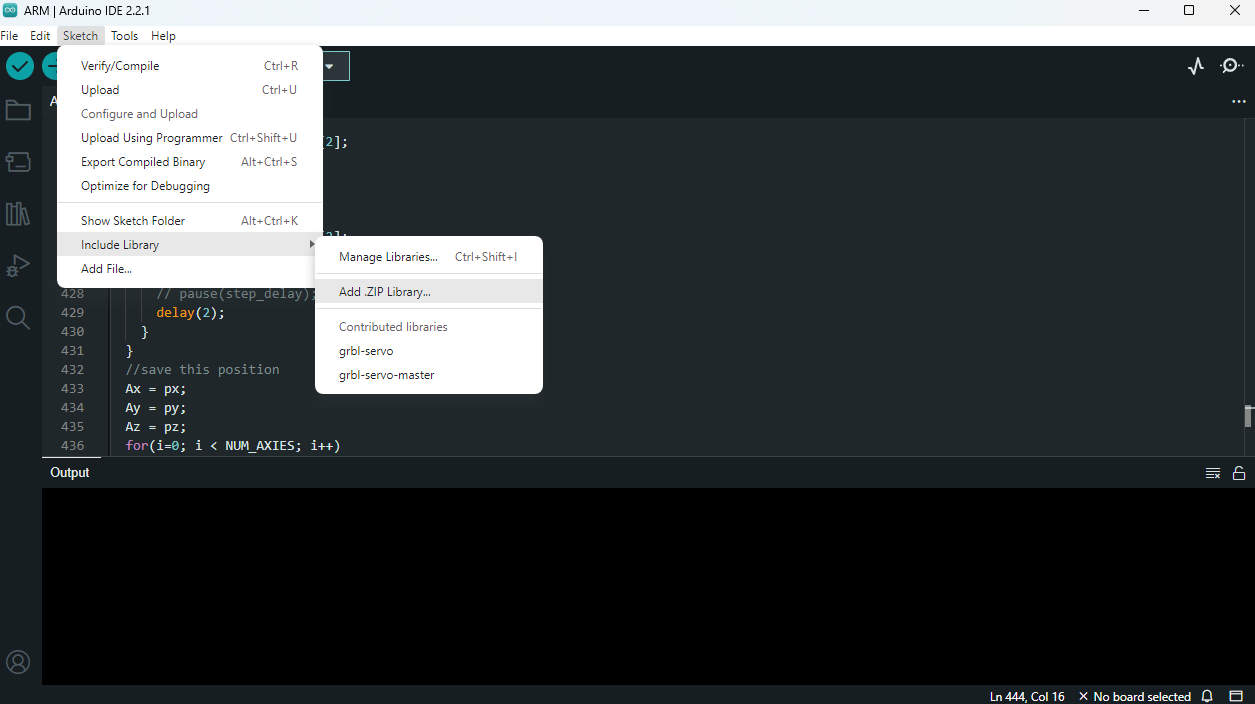 ARM | Arduino IDE 2.2.1
File Edit Sketch Tools Help
Verify/Compile Ctrl+R
Upload Ctrl+U
Configure and Upload
Upload Using Programmer Ctrl+Shift+U
Export Compiled Binary Alt+Ctrl+S
Optimize for Debugging
Show Sketch Folder Alt+Ctrl+K
Include Library
Add File...
Manage Libraries... Ctrl+Shift+I
Add .ZIP Library...
Contributed libraries
grbl-servo
grbl-servo-master
2];
428 // pause(step_delay);
429 delay(2);
430 }
431 }
432 //save this position
433 Ax = px;
434 Ay = py;
435 Az = pz;
436 for(i=0; i < NUM_AXIES; i++)
Output
Ln 444, Col 16 No board selected